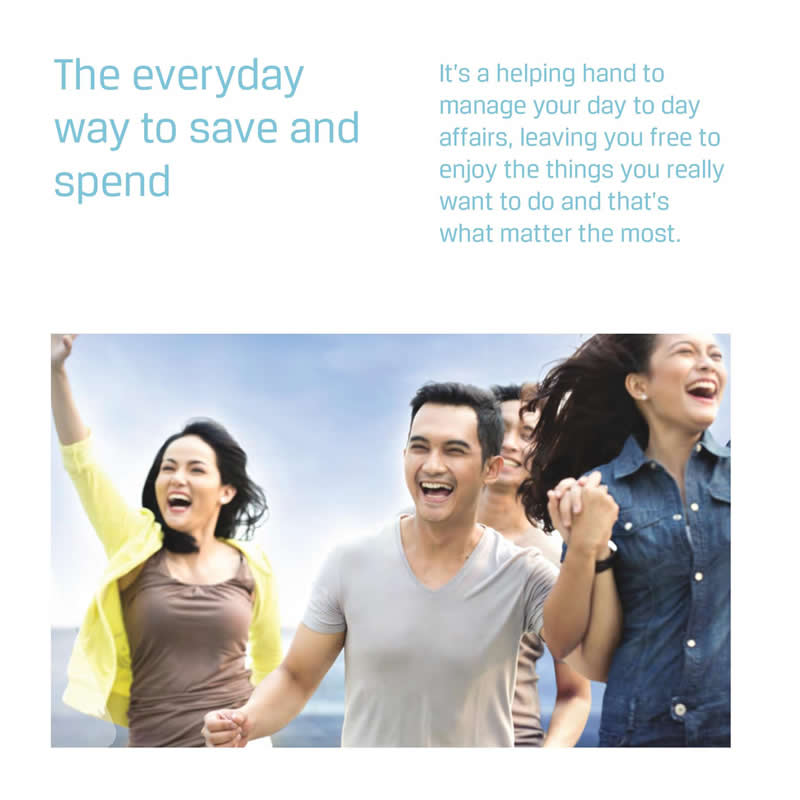 The everyday
way to save and
spend
It's a helping hand to
manage your day to day
affairs, leaving you free to
enjoy the things you really
want to do and that's
what matter the most.